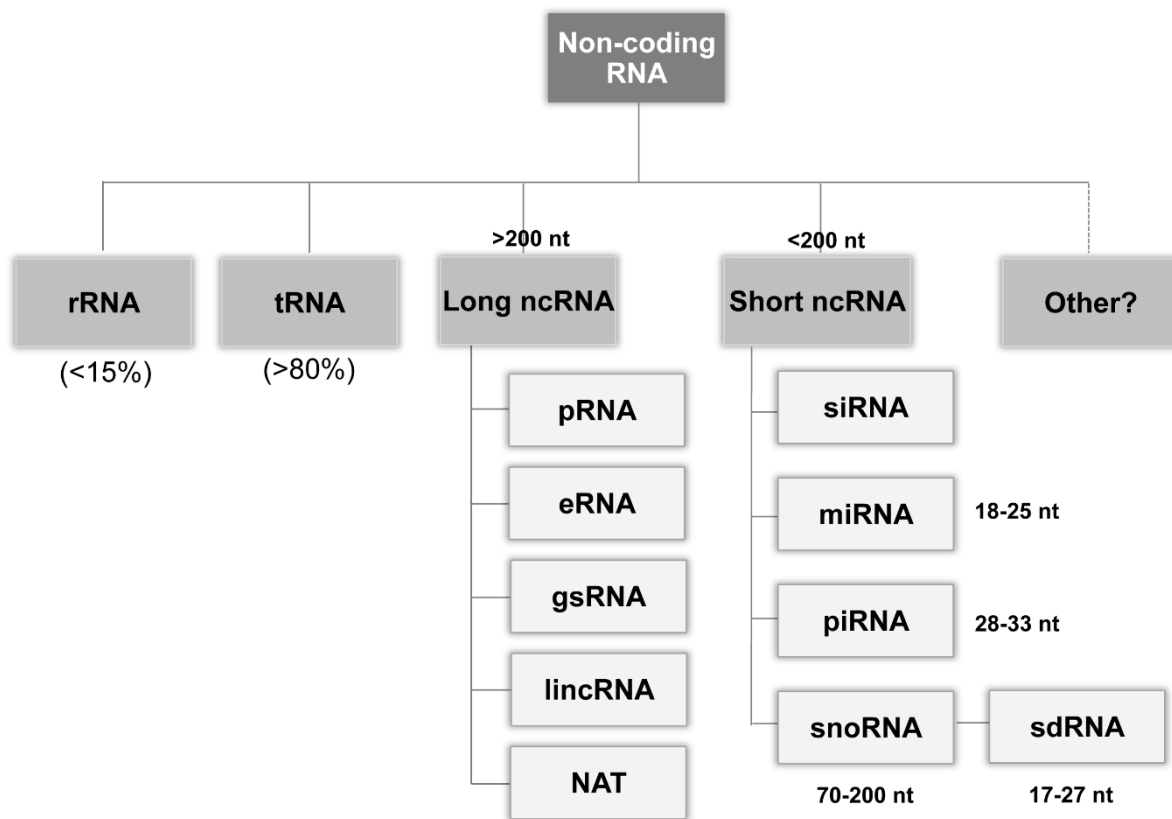 Non-coding
RNA
>200 nt
<200 nt
rRNA
tRNA
Long ncRNA
Short ncRNA
Other?
(<15%)
(>80%)
pRNA
siRNA
eRNA
miRNA
18-25 nt
gsRNA
piRNA
28-33 nt
lincRNA
snoRNA
sdRNA
NAT
70-200 nt
17-27 nt